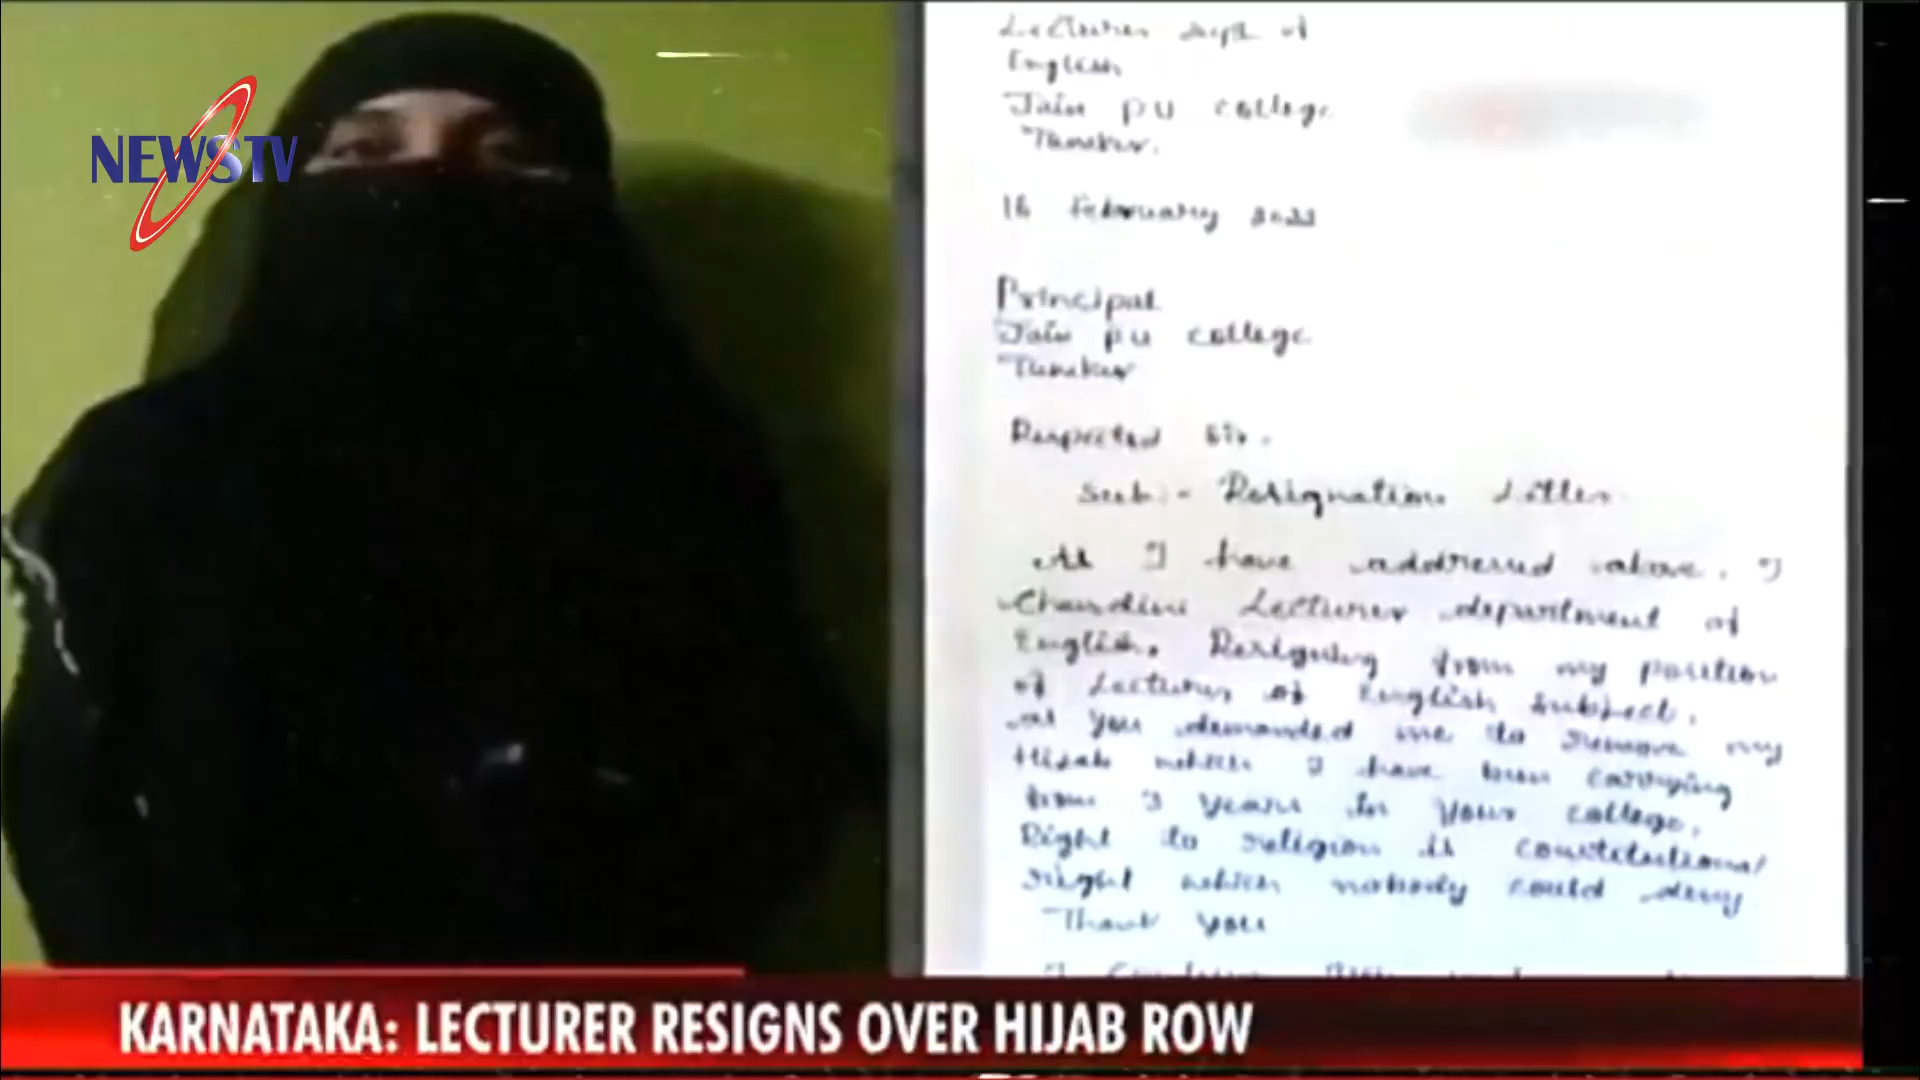 NEWSTV
Lecturer dept of
English
Jain PU college
Tumkur.
16 February 2022
Principal
Jain PU college
Tumkur
Respected Sir.
Sub:- Resignation Letter
As I have addressed above, I
Chandini Lecturer department of
English. Resigning from my position
of Lecturer of English subject,
as you demanded me to remove my
Hijab which I have been carrying
from 3 years in your college,
Right to religion is constitutional
right which nobody could deny
Thank you
KARNATAKA: LECTURER RESIGNS OVER HIJAB ROW